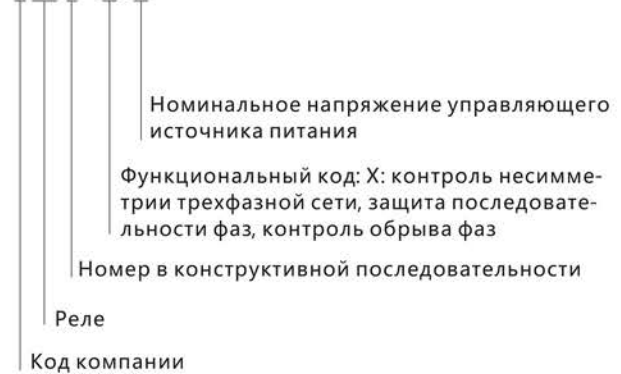 Номинальное напряжение управляющего
источника питания
Функциональный код: X: контроль несимме-
трии трехфазной сети, защита последовате-
льности фаз, контроль обрыва фаз
Номер в конструктивной последовательности
Реле
Код компании